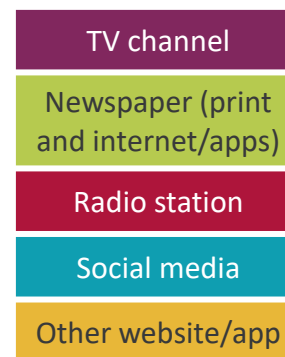 TV channel
Newspaper (print
and internet/apps)
Radio station
Social media
Other website/app